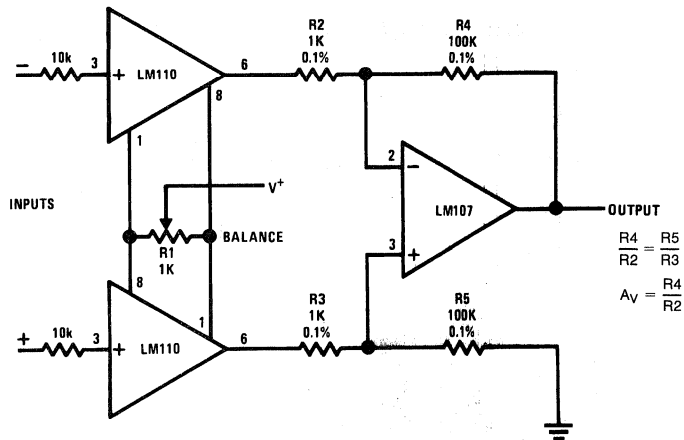 R2
1K
0.1%
R4
100K
0.1%
−
10k
3
+
LM110
6
8
1
2
−
INPUTS
V+
LM107
OUTPUT
BALANCE
R1
1K
3
+
R4/R2 = R5/R3
AV = R4/R2
8
1
+
10k
3
+
LM110
6
R3
1K
0.1%
R5
100K
0.1%